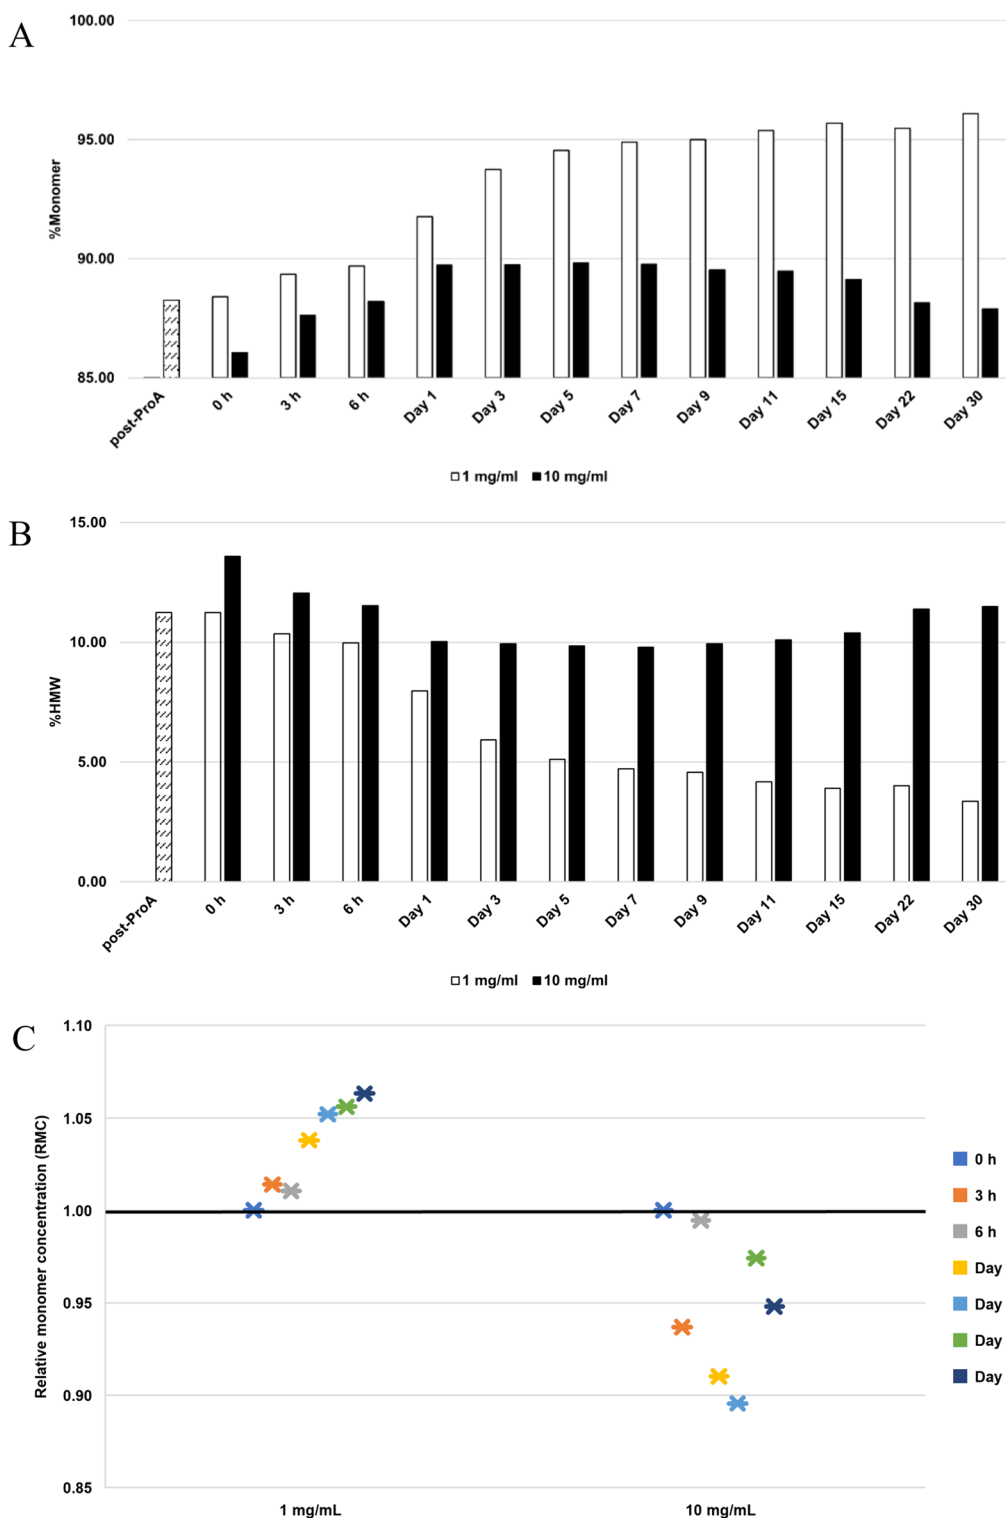 A
100.00
95.00
90.00
85.00
%Monomer
post-ProA 0 h 3 h 6 h Day 1 Day 3 Day 5 Day 7 Day 9 Day 11 Day 15 Day 22 Day 30
1 mg/ml 10 mg/ml
B
15.00
10.00
5.00
0.00
%HMW
post-ProA 0 h 3 h 6 h Day 1 Day 3 Day 5 Day 7 Day 9 Day 11 Day 15 Day 22 Day 30
1 mg/ml 10 mg/ml
C
1.10
1.05
1.00
0.95
0.90
0.85
Relative monomer concentration (RMC)
1 mg/mL 10 mg/mL
0 h
3 h
6 h
Day
Day
Day
Day